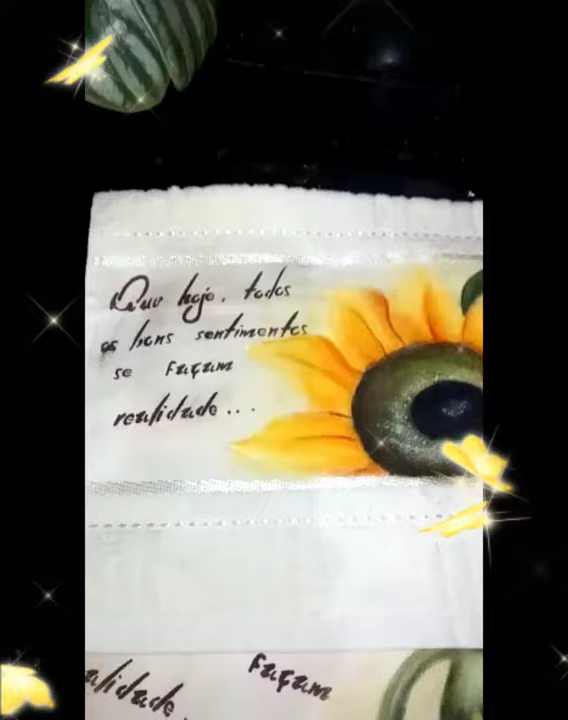 Que hoje, todos
os bons sentimentos
se Façam
realidade...
Façam
alidade.